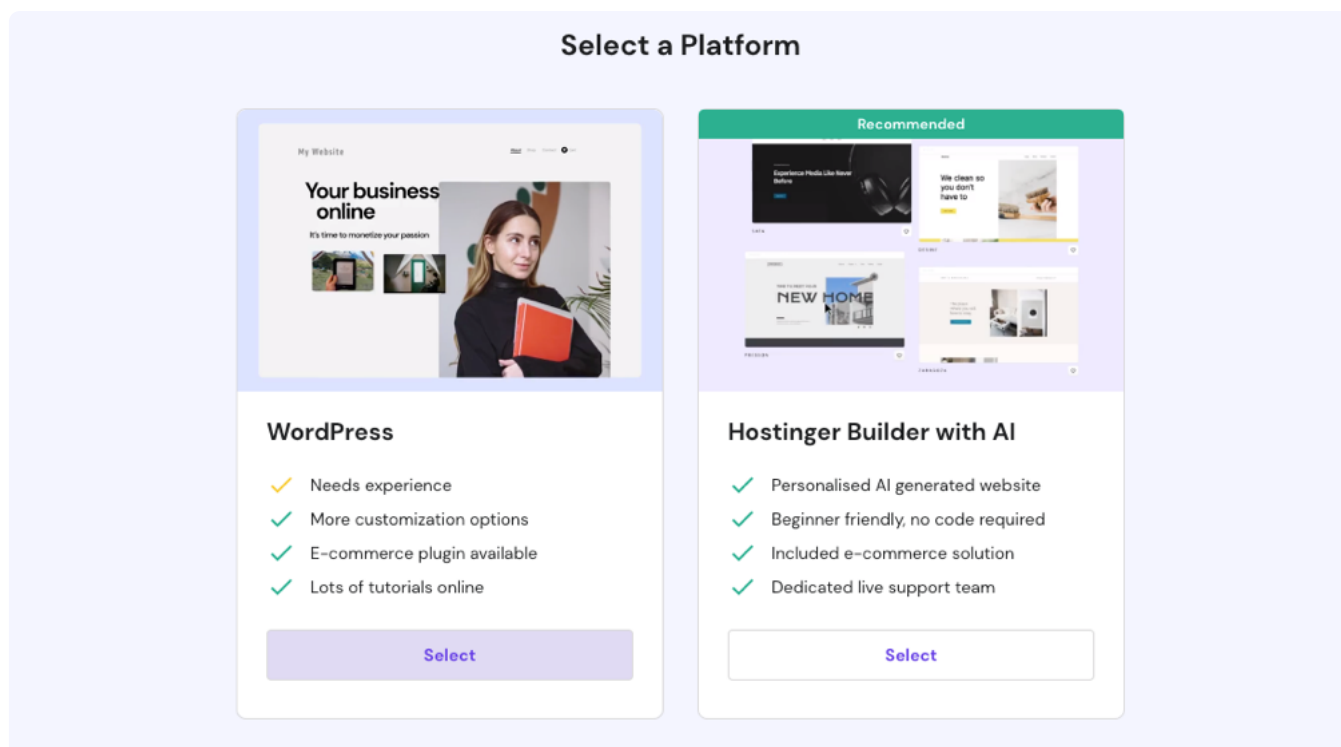 Select a Platform
My Website
Your business
online
It's time to monetize your passion
WordPress
Needs experience
More customization options
E-commerce plugin available
Lots of tutorials online
Select
Recommended
Experience Media Like Never
Before
We clean so
you don't
have to
NEW HOME
Hostinger Builder with AI
Personalised AI generated website
Beginner friendly, no code required
Included e-commerce solution
Dedicated live support team
Select